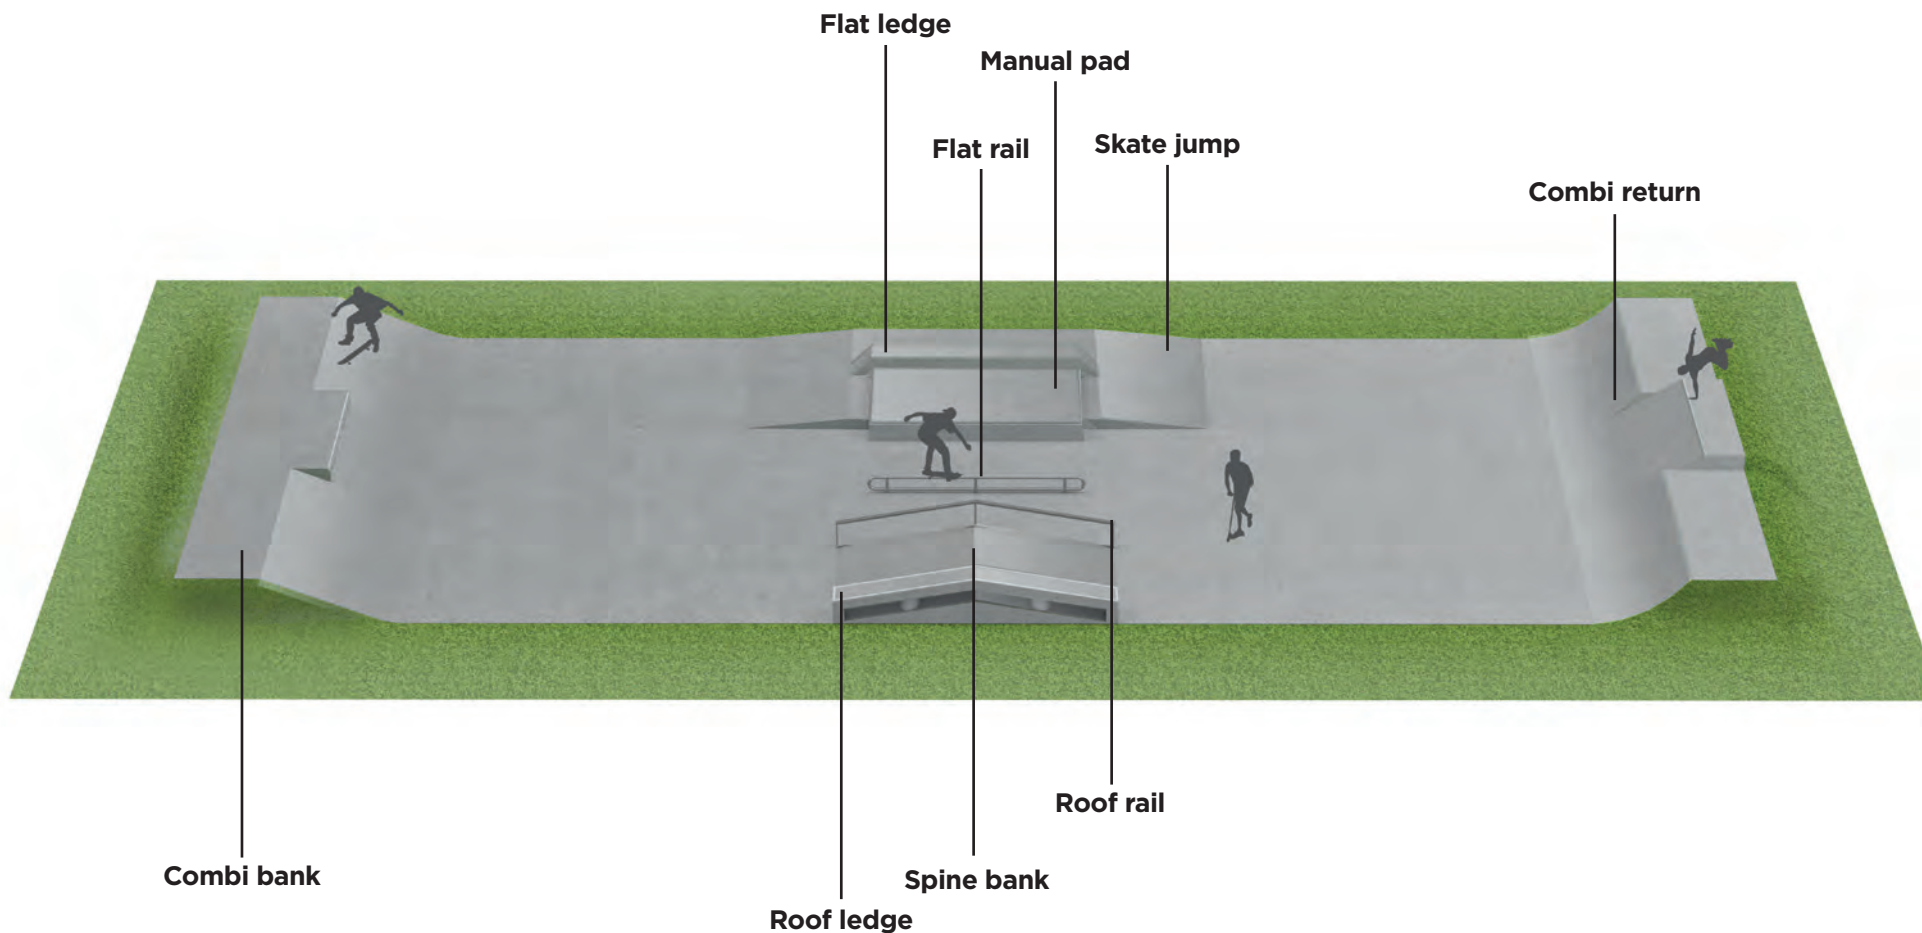 Flat ledge
Manual pad
Flat rail
Skate jump
Combi return
Roof rail
Combi bank
Spine bank
Roof ledge